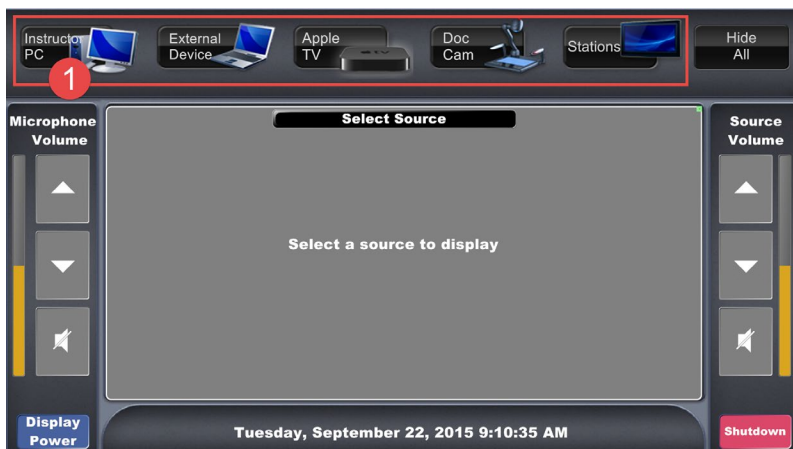 Instructor
PC
External
Device
Apple
TV
tv
Doc
Cam
Stations
Hide
All
1
Microphone
Volume
Select Source
Source
Volume
Select a source to display
Display
Power
Tuesday, September 22, 2015 9:10:35 AM
Shutdown